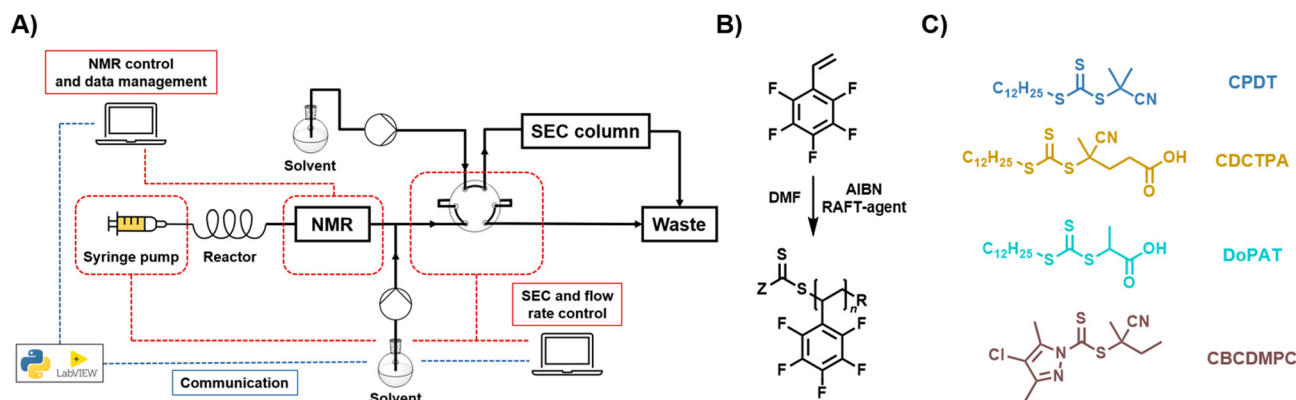 A)
NMR control
and data management
Solvent
SEC column
NMR
Waste
Syringe pump
Reactor
SEC and flow
rate control
LabVIEW
Communication
Solvent
B)
F
F
F
F
F
DMF
AIBN
RAFT-agent
S
Z
S
R
n
F
F
F
F
F
C)
S
C12H25
S
S
CN
CPDT
S
CN
C12H25
S
S
OH
O
CDCTPA
S
C12H25
S
S
OH
O
DoPAT
S
CN
Cl
N
S
N
CBCDMPC